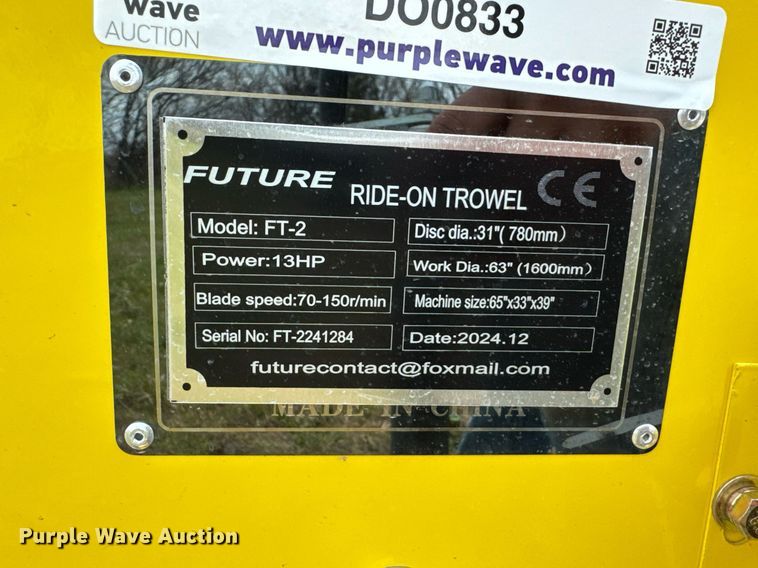 wave
AUCTION
DO0833
www.purplewave.com
FUTURE
RIDE-ON TROWEL CE
Model: FT-2
Disc dia.:31"( 780mm)
Power:13HP
Work Dia.:63" (1600mm)
Blade speed:70-150r/min
Machine size:65"x33"x39"
Serial No: FT-2241284
Date:2024.12
futurecontact@foxmail.com
MADE IN CHINA
Purple Wave Auction